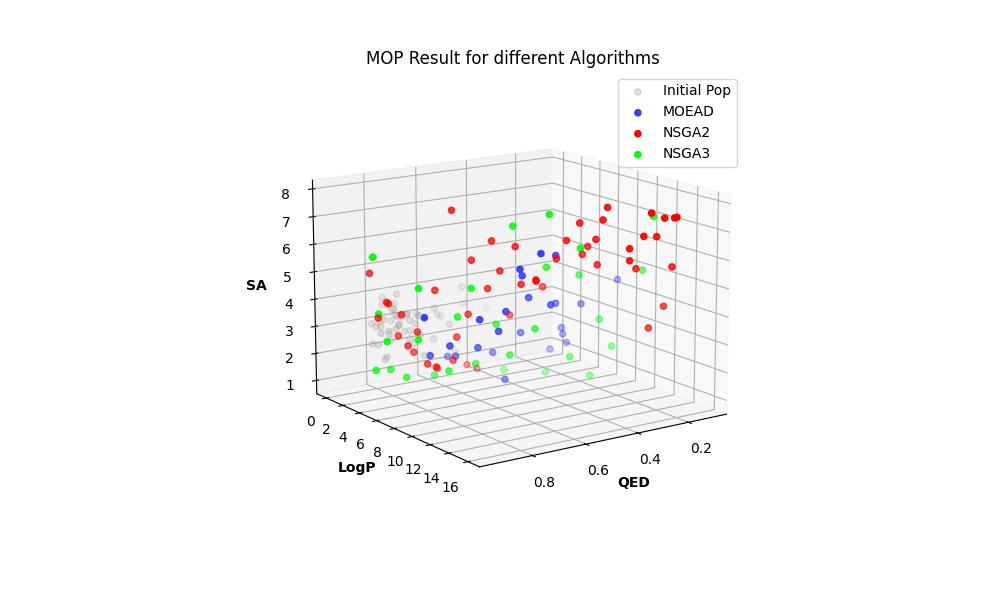 MOP Result for different Algorithms
Initial Pop
MOEAD
NSGA2
NSGA3
8
7
6
5
4
3
2
1
SA
0
2
4
6
8
10
12
14
16
LogP
0.8
0.6
0.4
0.2
QED